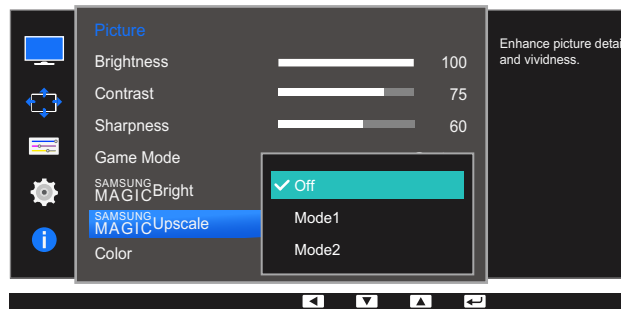 Picture
Brightness 100
Contrast 75
Sharpness 60
Game Mode
SAMSUNG
MAGICBright
SAMSUNG
MAGICUpscale
Color
Off
Mode1
Mode2
Enhance picture detai
and vividness.